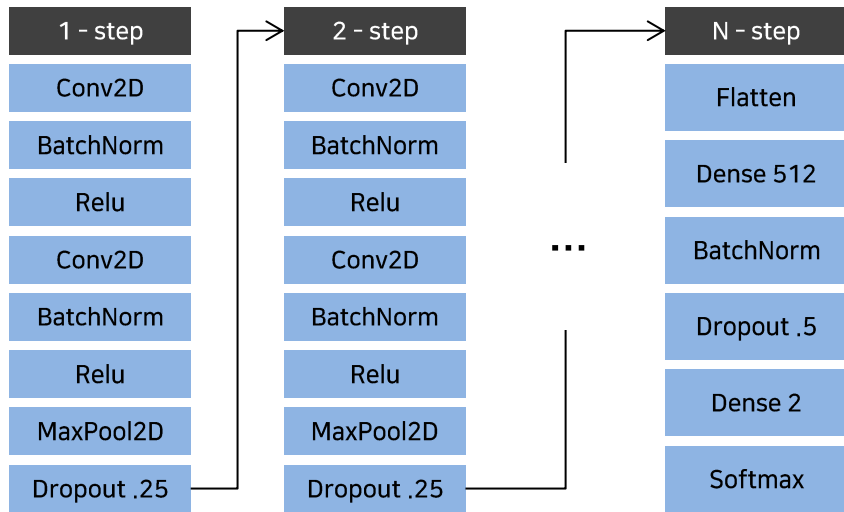 1 - step
Conv2D
BatchNorm
Relu
Conv2D
BatchNorm
Relu
MaxPool2D
Dropout .25
2 - step
Conv2D
BatchNorm
Relu
Conv2D
BatchNorm
Relu
MaxPool2D
Dropout .25
...
N - step
Flatten
Dense 512
BatchNorm
Dropout .5
Dense 2
Softmax